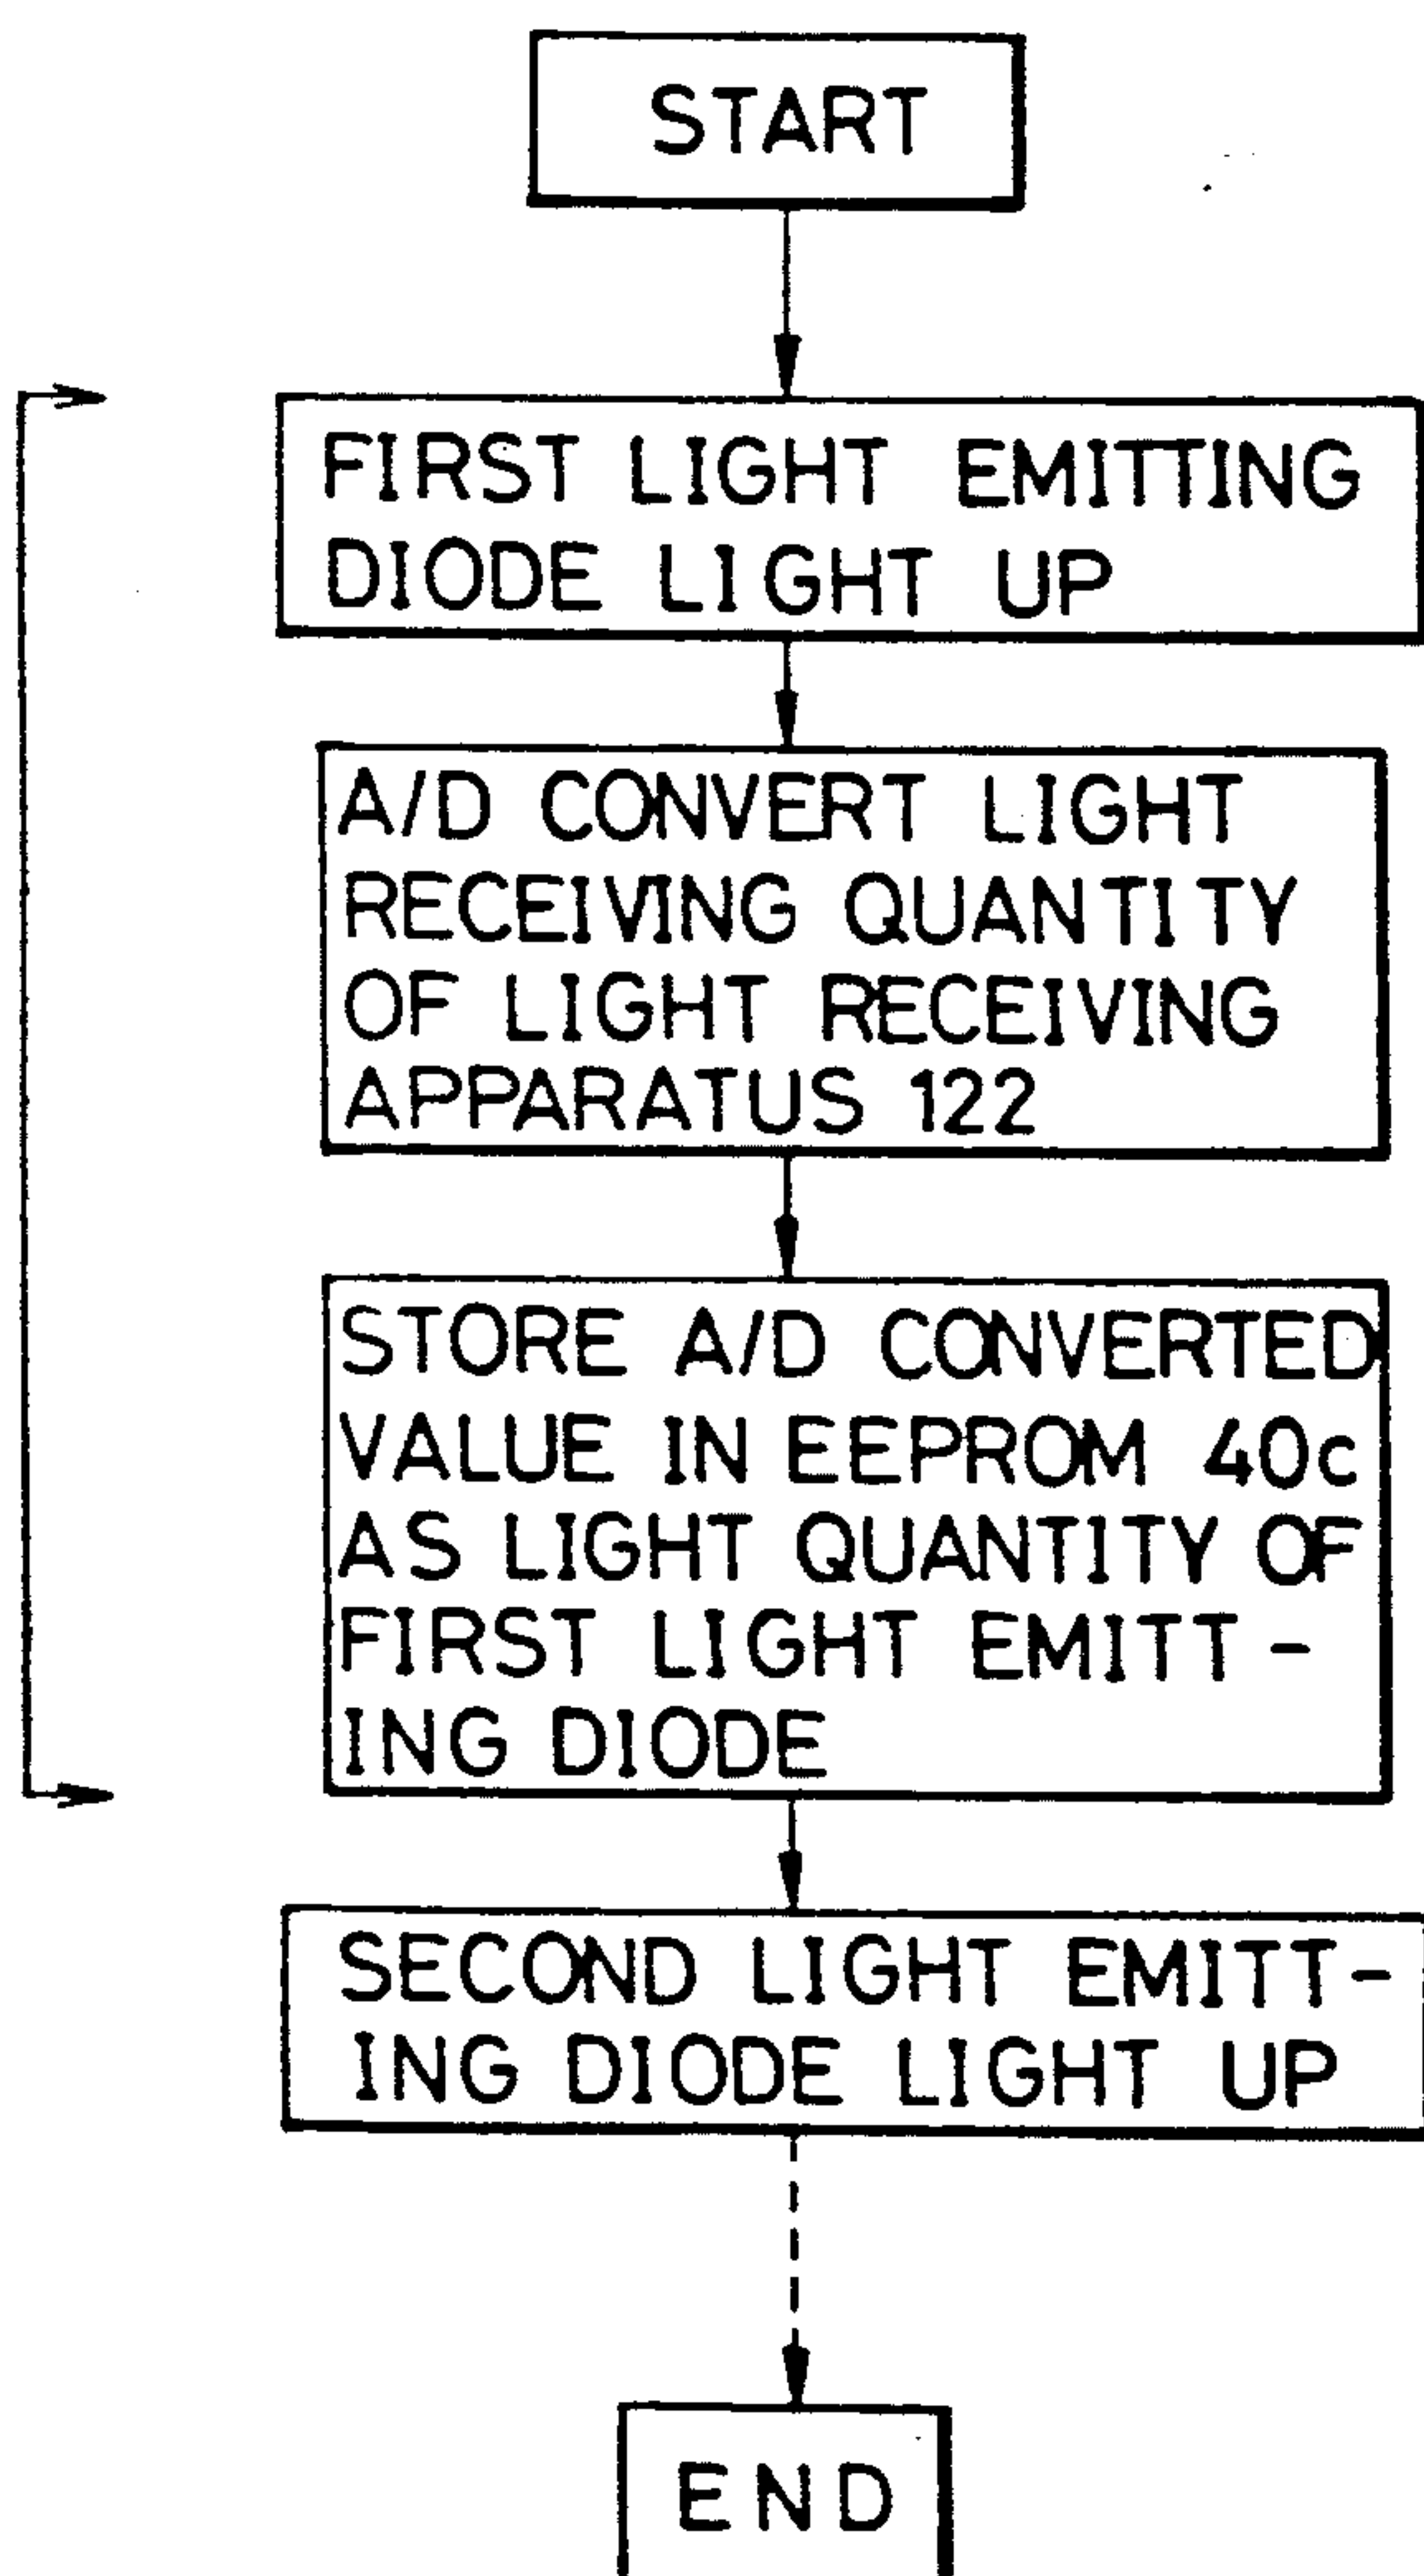 START
FIRST LIGHT EMITTING
DIODE LIGHT UP
A/D CONVERT LIGHT
RECEIVING QUANTITY
OF LIGHT RECEIVING
APPARATUS 122
STORE A/D CONVERTED
VALUE IN EEPROM 40c
AS LIGHT QUANTITY OF
FIRST LIGHT EMITT-
ING DIODE
SECOND LIGHT EMITT-
ING DIODE LIGHT UP
END